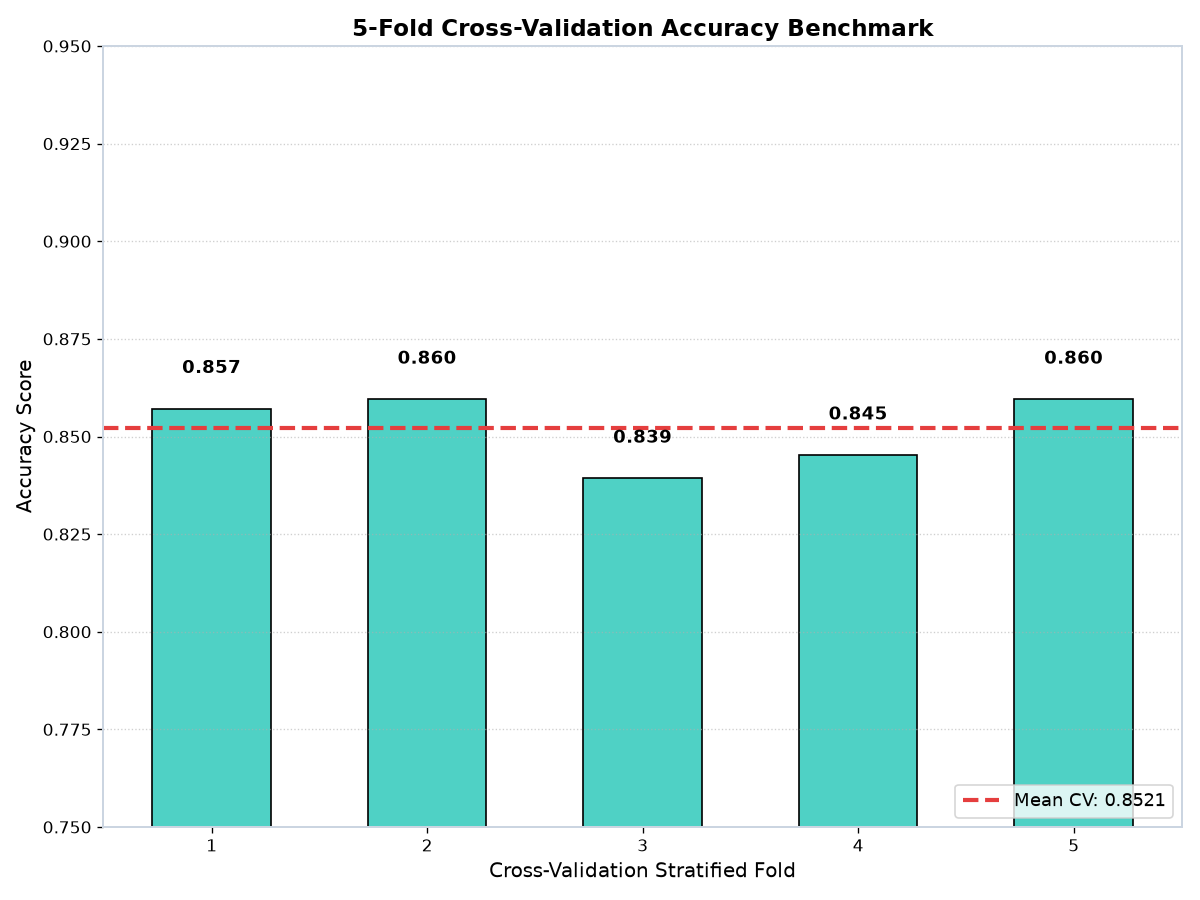 5-Fold Cross-Validation Accuracy Benchmark
0.950
0.925
0.900
0.875
0.850
0.825
0.800
0.775
0.750
Accuracy Score
0.857
0.860
0.839
0.845
0.860
Mean CV: 0.8521
1 2 3 4 5
Cross-Validation Stratified Fold